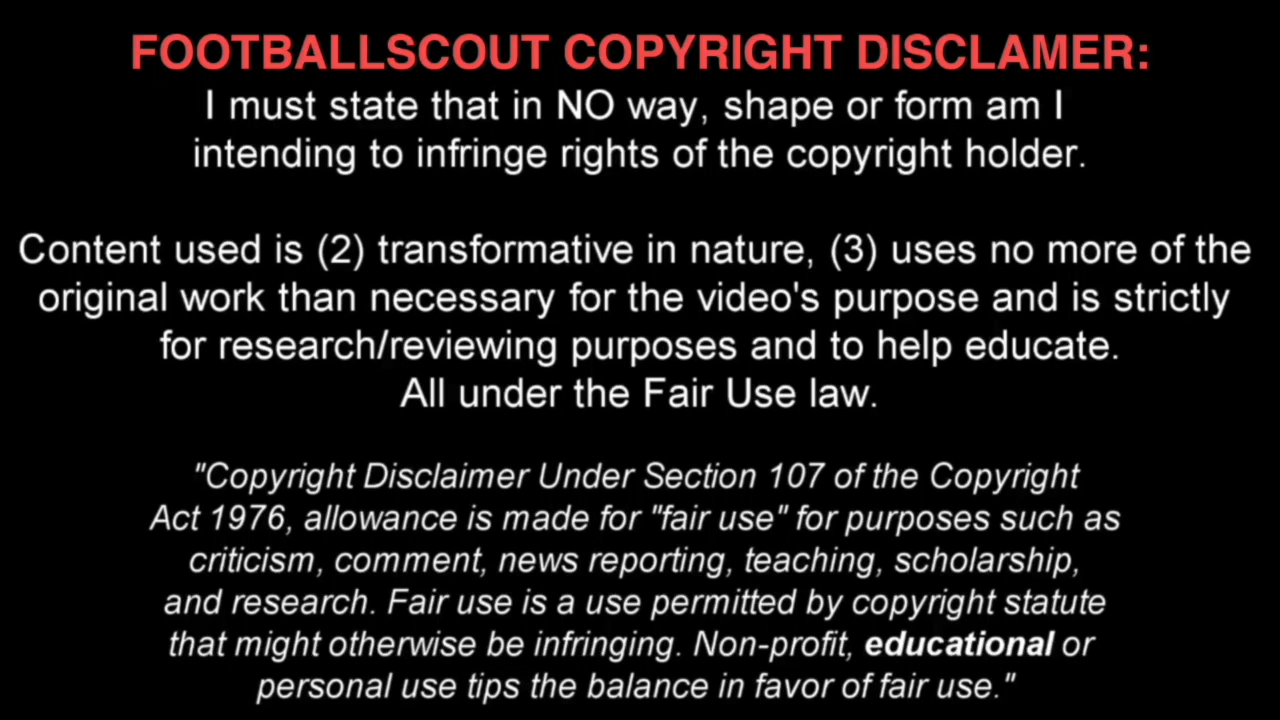 FOOTBALLSCOUT COPYRIGHT DISCLAMER:
I must state that in NO way, shape or form am I
intending to infringe rights of the copyright holder.
Content used is (2) transformative in nature, (3) uses no more of the
original work than necessary for the video's purpose and is strictly
for research/reviewing purposes and to help educate.
All under the Fair Use law.
"Copyright Disclaimer Under Section 107 of the Copyright
Act 1976, allowance is made for "fair use" for purposes such as
criticism, comment, news reporting, teaching, scholarship,
and research. Fair use is a use permitted by copyright statute
that might otherwise be infringing. Non-profit, educational or
personal use tips the balance in favor of fair use."